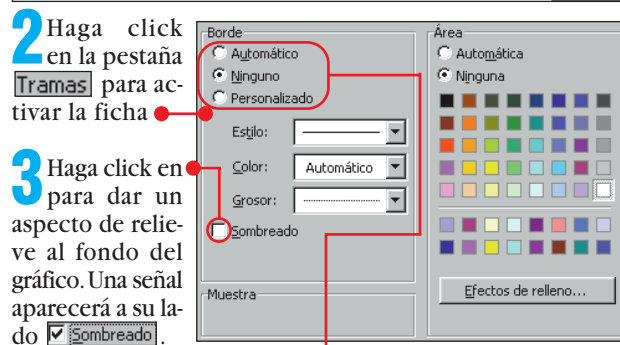 2 Haga click
en la pestaña
Tramas para ac-
tivar la ficha
3 Haga click en
para dar un
aspecto de relie-
ve al fondo del
gráfico. Una señal
aparecerá a su la-
do Sombreado .
Borde
Automático
Ninguno
Personalizado
Estilo:
Color: Automático
Grosor:
Sombreado
Muestra
Área
Automática
Ninguna
Efectos de relleno...